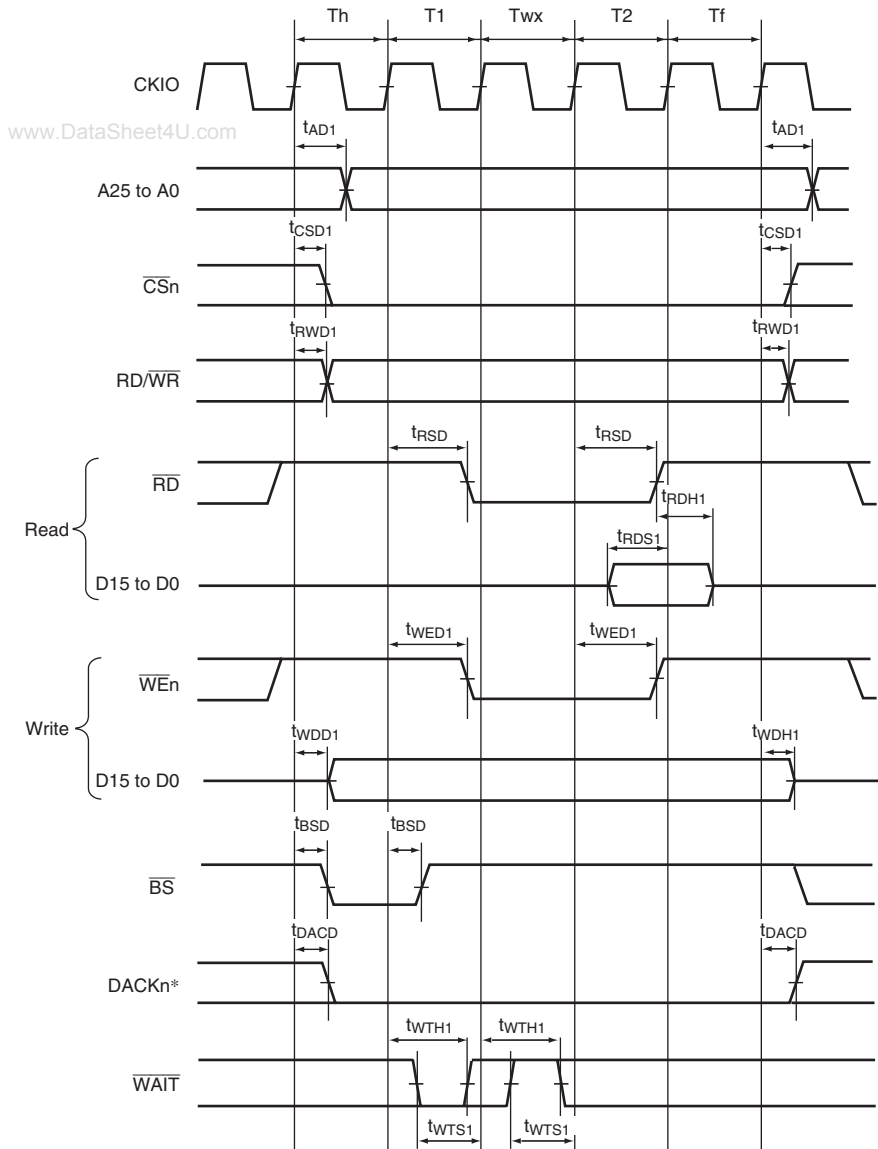 Th T1 Twx T2 Tf
CKIO
www.DataSheet4U.com
tAD1 tAD1
A25 to A0
tCSD1 tCSD1
CSn
tRWD1 tRWD1
RD/WR
tRSD tRSD
RD
tRDH1
Read
tRDS1
D15 to D0
tWED1 tWED1
WEn
Write
tWDD1 tWDH1
D15 to D0
tBSD tBSD
BS
tDACD tDACD
DACKn*
tWTH1 tWTH1
WAIT
tWTS1 tWTS1